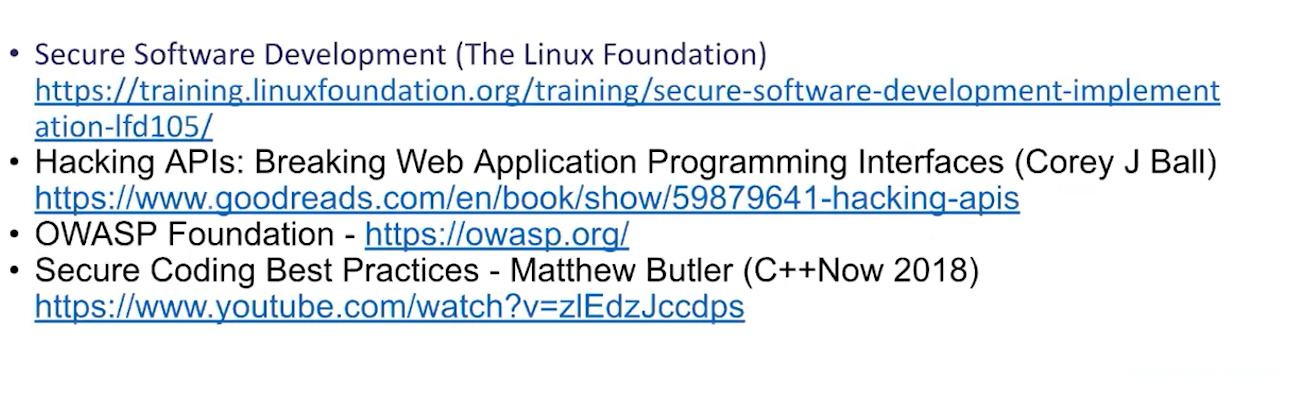 • Secure Software Development (The Linux Foundation)
https://training.linuxfoundation.org/training/secure-software-development-implement
ation-lfd105/
• Hacking APIs: Breaking Web Application Programming Interfaces (Corey J Ball)
https://www.goodreads.com/en/book/show/59879641-hacking-apis
• OWASP Foundation - https://owasp.org/
• Secure Coding Best Practices - Matthew Butler (C++Now 2018)
https://www.youtube.com/watch?v=zlEdzJccdps